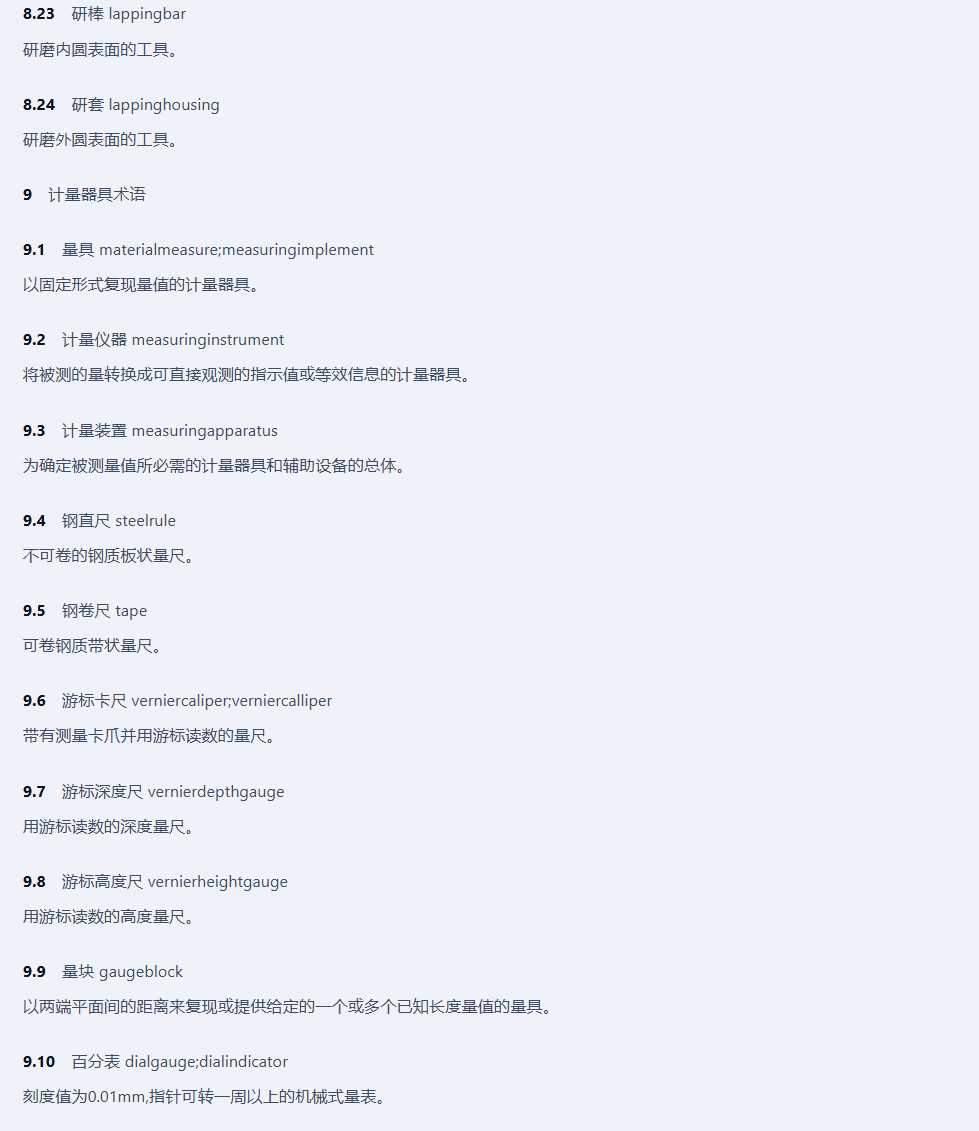 8.23 研棒 lappingbar
研磨内圆表面的工具。
8.24 研套 lappinghousing
研磨外圆表面的工具。
9 计量器具术语
9.1 量具 materialmeasure;measuringimplement
以固定形式复现量值的计量器具。
9.2 计量仪器 measuringinstrument
将被测的量转换成可直接观测的指示值或等效信息的计量器具。
9.3 计量装置 measuringapparatus
为确定被测量值所必需的计量器具和辅助设备的总体。
9.4 钢直尺 steelrule
不可卷的钢质板状量尺。
9.5 钢卷尺 tape
可卷钢质带状量尺。
9.6 游标卡尺 verniercaliper;verniercalliper
带有测量卡爪并用游标读数的量尺。
9.7 游标深度尺 vernierdepthgauge
用游标读数的深度量尺。
9.8 游标高度尺 vernierheightgauge
用游标读数的高度量尺。
9.9 量块 gaugeblock
以两端平面间的距离来复现或提供给定的一个或多个已知长度量值的量具。
9.10 百分表 dialgauge;dialindicator
刻度值为0.01mm,指针可转一周以上的机械式量表。